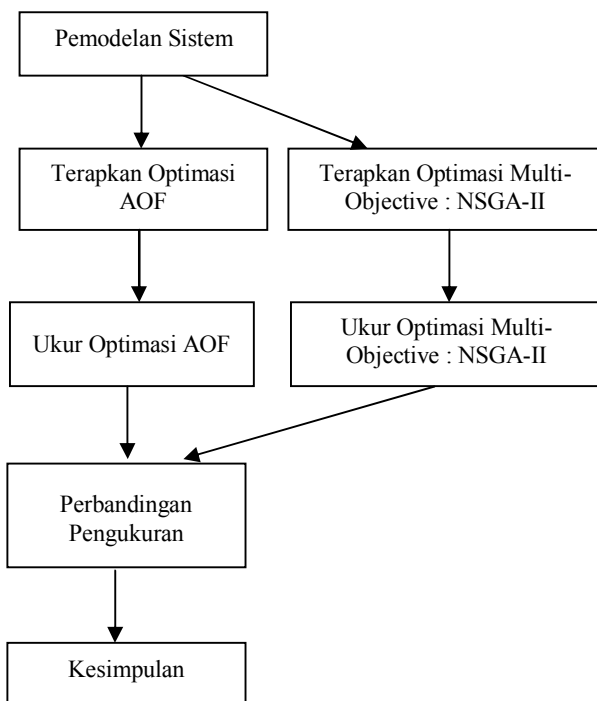 Pemodelan Sistem
Terapkan Optimasi
AOF
Terapkan Optimasi Multi-
Objective : NSGA-II
Ukur Optimasi AOF
Ukur Optimasi Multi-
Objective : NSGA-II
Perbandingan
Pengukuran
Kesimpulan